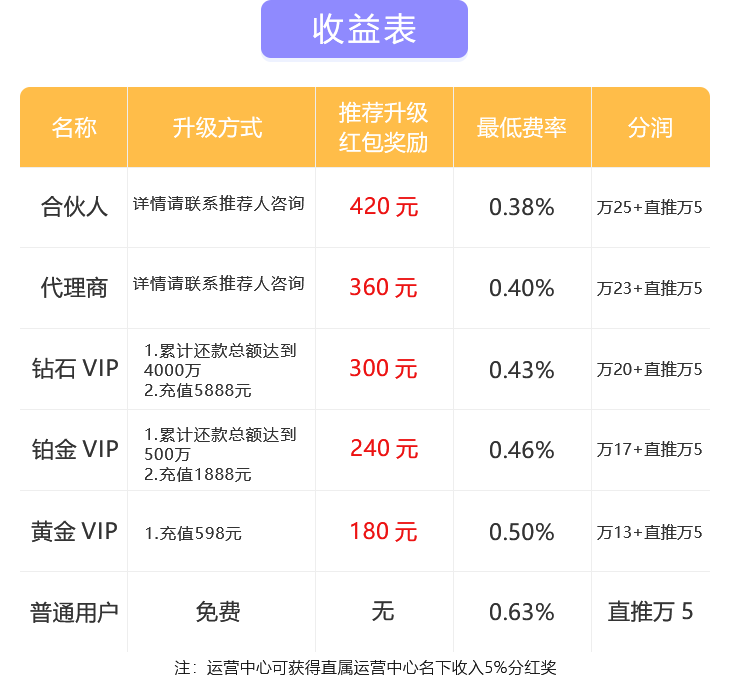 收益表
名称 升级方式 推荐升级 最低费率 分润
红包奖励
合伙人 详情请联系推荐人咨询 420 元 0.38% 万25+直推万5
代理商 详情请联系推荐人咨询 360 元 0.40% 万23+直推万5
钻石 VIP 1.累计还款总额达到 300 元 0.43% 万20+直推万5
4000万
2.充值5888元
铂金 VIP 1.累计还款总额达到 240 元 0.46% 万17+直推万5
500万
2.充值1888元
黄金 VIP 1.充值598元 180 元 0.50% 万13+直推万5
普通用户 免费 无 0.63% 直推万 5
注：运营中心可获得直属运营中心名下收入5%分红奖